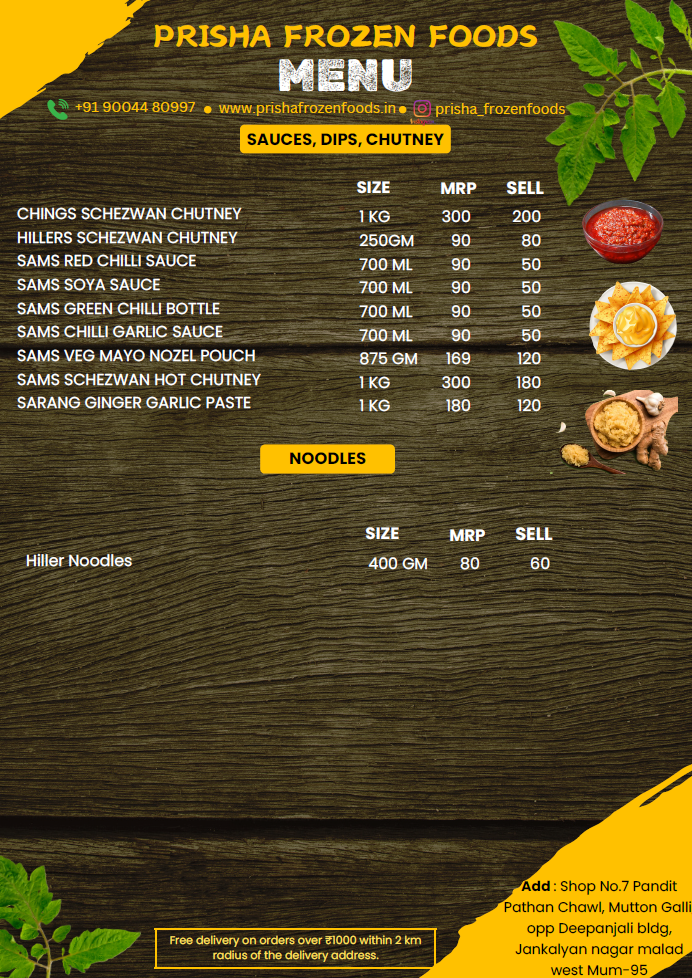 PRISHA FROZEN FOODS
MENU
+91 90044 80997 • www.prishafrozenfoods.in • prisha_frozenfoods
SAUCES, DIPS, CHUTNEY
SIZE MRP SELL
CHINGS SCHEZWAN CHUTNEY 1 KG 300 200
HILLERS SCHEZWAN CHUTNEY 250GM 90 80
SAMS RED CHILLI SAUCE 700 ML 90 50
SAMS SOYA SAUCE 700 ML 90 50
SAMS GREEN CHILLI BOTTLE 700 ML 90 50
SAMS CHILLI GARLIC SAUCE 700 ML 90 50
SAMS VEG MAYO NOZEL POUCH 875 GM 169 120
SAMS SCHEZWAN HOT CHUTNEY 1 KG 300 180
SARANG GINGER GARLIC PASTE 1 KG 180 120
NOODLES
SIZE MRP SELL
Hiller Noodles 400 GM 80 60
Add : Shop No.7 Pandit
Pathan Chawl, Mutton Galli
opp Deepanjali bldg,
Jankalyan nagar malad
west Mum-95
Free delivery on orders over ₹1000 within 2 km
radius of the delivery address.